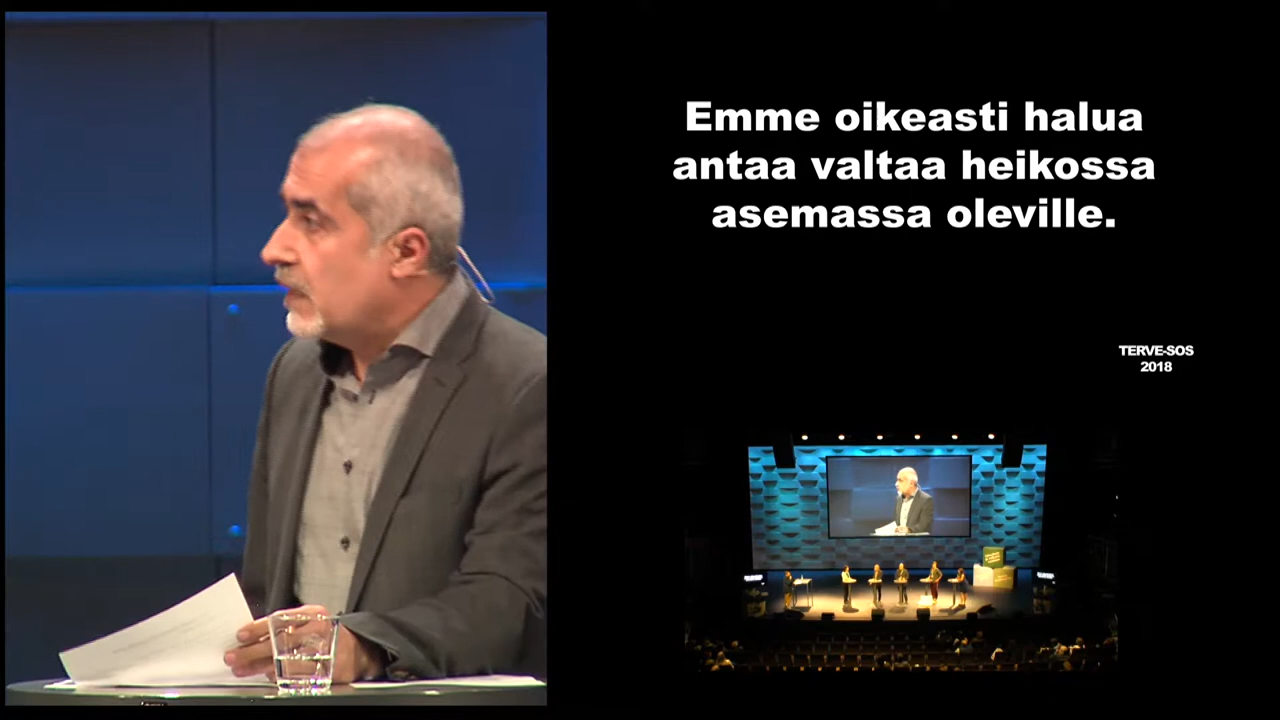 Emme oikeasti halua
antaa valtaa heikossa
asemassa oleville.
TERVE-SOS
2018